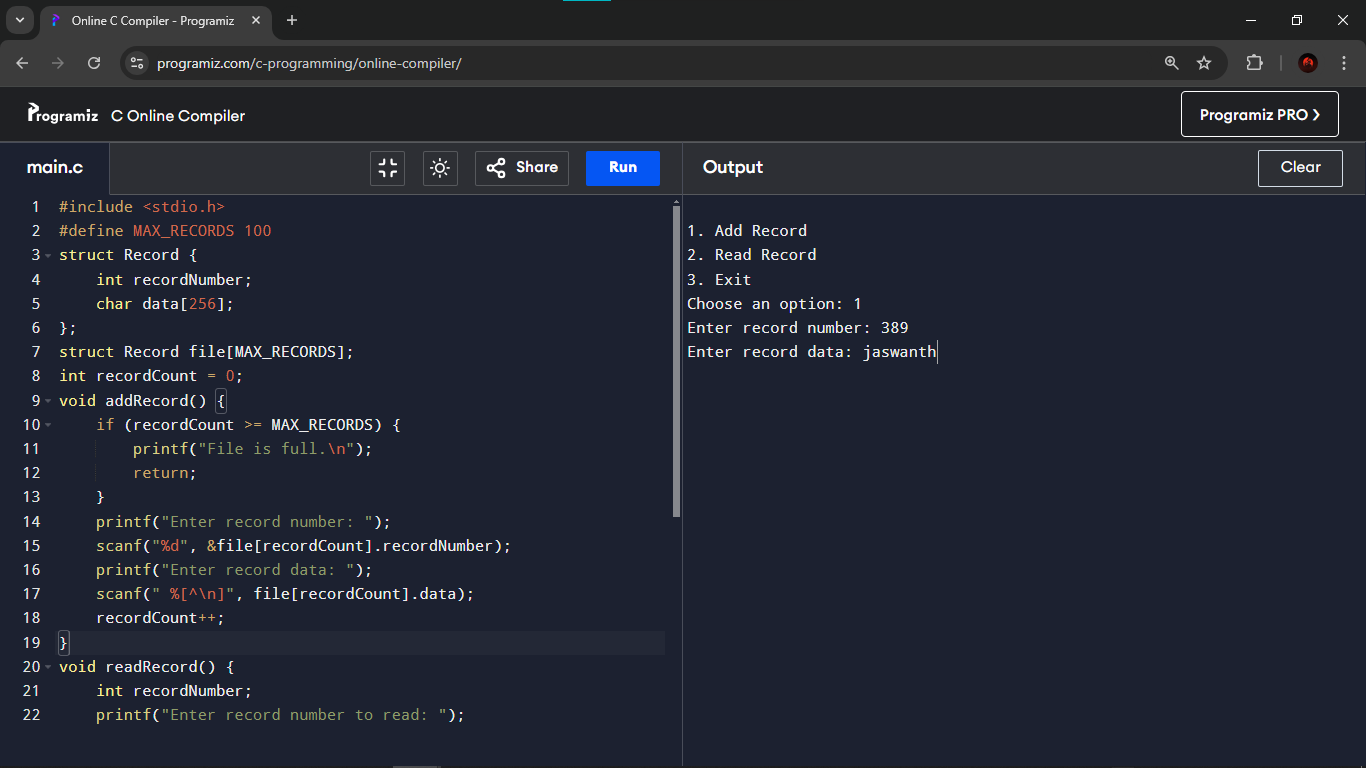 Online C Compiler - Programiz
programiz.com/c-programming/online-compiler/
Programiz C Online Compiler
Programiz PRO
main.c
Share
Run
Output
Clear
1 #include <stdio.h>
2 #define MAX_RECORDS 100
3 struct Record {
4     int recordNumber;
5     char data[256];
6 };
7 struct Record file[MAX_RECORDS];
8 int recordCount = 0;
9 void addRecord() {
10     if (recordCount >= MAX_RECORDS) {
11         printf("File is full.\n");
12         return;
13     }
14     printf("Enter record number: ");
15     scanf("%d", &file[recordCount].recordNumber);
16     printf("Enter record data: ");
17     scanf(" %[^\n]", file[recordCount].data);
18     recordCount++;
19 }
20 void readRecord() {
21     int recordNumber;
22     printf("Enter record number to read: ");
1. Add Record
2. Read Record
3. Exit
Choose an option: 1
Enter record number: 389
Enter record data: jaswanth